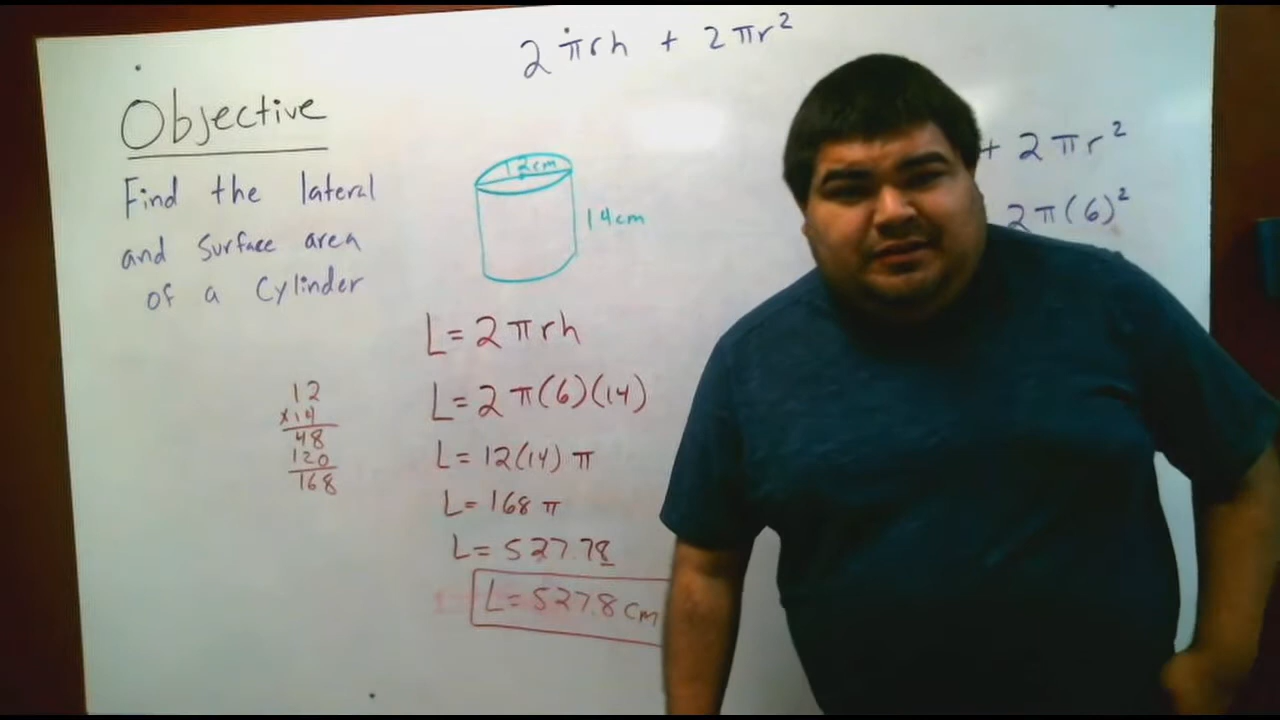 2πrh + 2πr²
Objective
Find the lateral
and surface area
of a Cylinder
12cm
14cm
L= 2πrh
L= 2π(6)(14)
L= 12(14) π
L= 168 π
L= 527.78
L= 527.8 cm
12
x14
48
120
168
+ 2πr²
2π(6)²